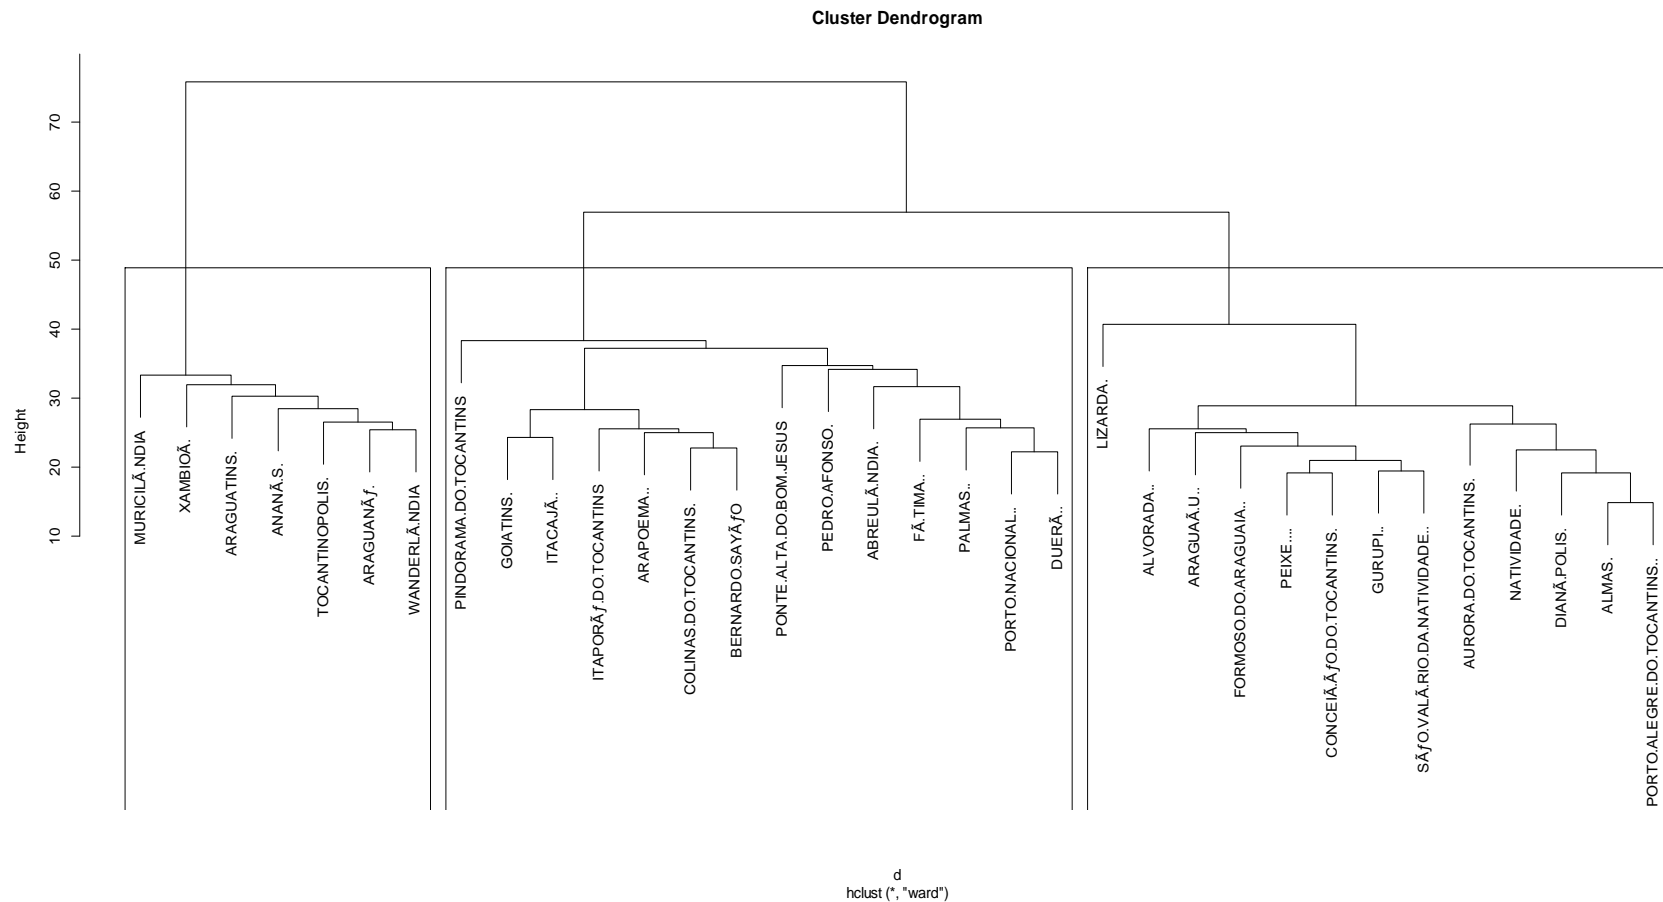 Cluster Dendrogram
Height
70
60
50
40
30
20
10
MURICILÃ.NDIA
XAMBIOÃ.
ARAGUATINS.
ANANÃ.S.
TOCANTINOPOLIS.
ARAGUANÃƒ.
WANDERLÃ.NDIA
PINDORAMA.DO.TOCANTINS
GOIATINS.
ITACAJÃ..
ITAPORÃƒ.DO.TOCANTINS
ARAPOEMA..
COLINAS.DO.TOCANTINS.
BERNARDO.SAYÃƒO
PONTE.ALTA.DO.BOM.JESUS
PEDRO.AFONSO.
ABREULÃ.NDIA.
FÃ.TIMA..
PALMAS..
PORTO.NACIONAL..
DUERÃ..
LIZARDA.
ALVORADA..
ARAGUAÃ.U..
FORMOSO.DO.ARAGUAIA..
PEIXE.....
CONCEIÃ.ÃƒO.DO.TOCANTINS.
GURUPI..
SÃƒO.VALÃ.RIO.DA.NATIVIDADE..
AURORA.DO.TOCANTINS.
NATIVIDADE.
DIANÃ.POLIS.
ALMAS.
PORTO.ALEGRE.DO.TOCANTINS..
d
hclust (*, "ward")